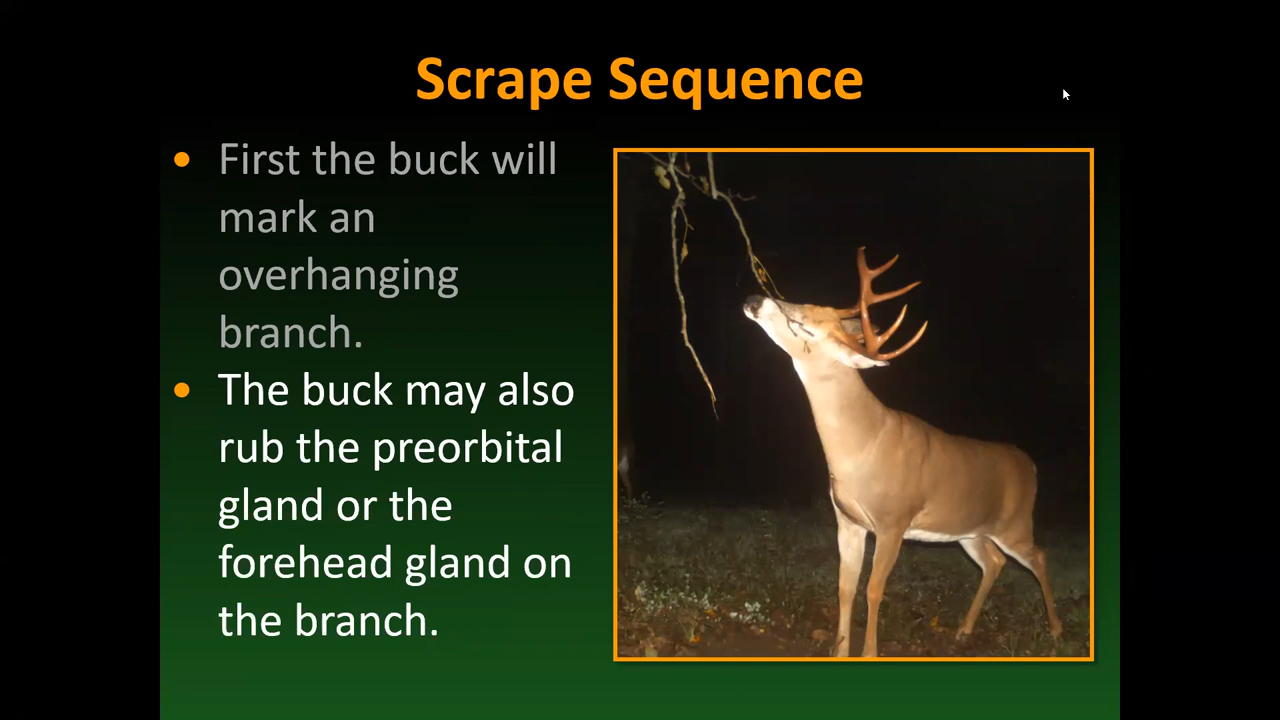 Scrape Sequence
• First the buck will
mark an
overhanging
branch.
• The buck may also
rub the preorbital
gland or the
forehead gland on
the branch.